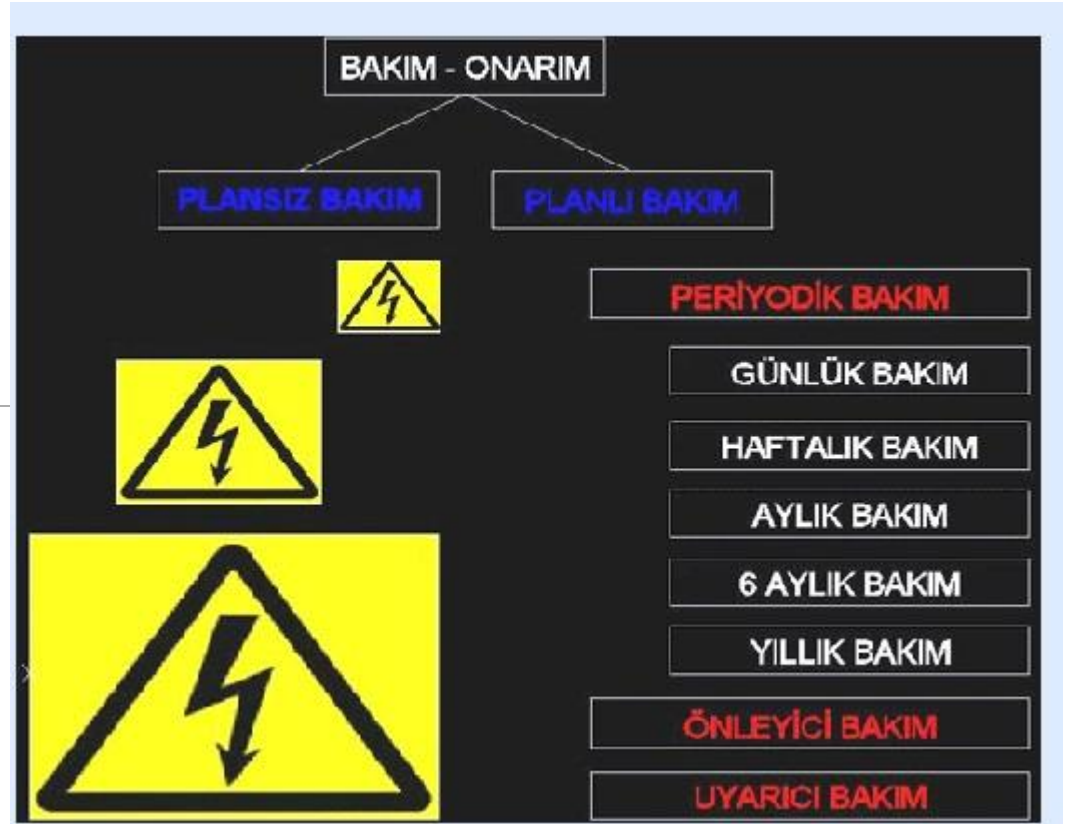 BAKIM - ONARIM
PLANSIZ BAKIM
PLANLI BAKIM
PERİYODİK BAKIM
GÜNLÜK BAKIM
HAFTALIK BAKIM
AYLIK BAKIM
6 AYLIK BAKIM
YILLIK BAKIM
ÖNLEYİCİ BAKIM
UYARICI BAKIM